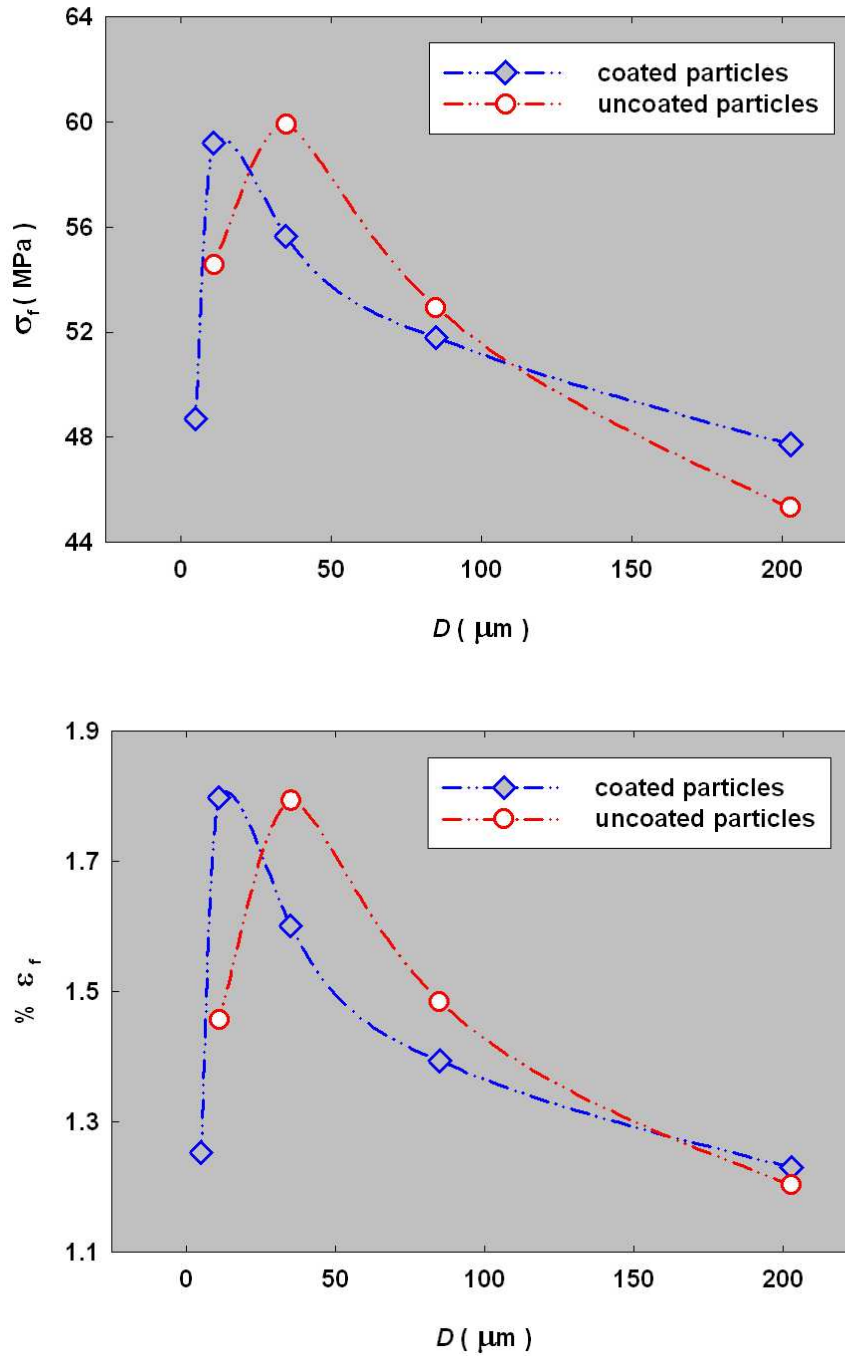 64
60
56
52
48
44
σf ( MPa )
coated particles
uncoated particles
0 50 100 150 200
D ( μm )
1.9
1.7
1.5
1.3
1.1
% εf
coated particles
uncoated particles
0 50 100 150 200
D ( μm )